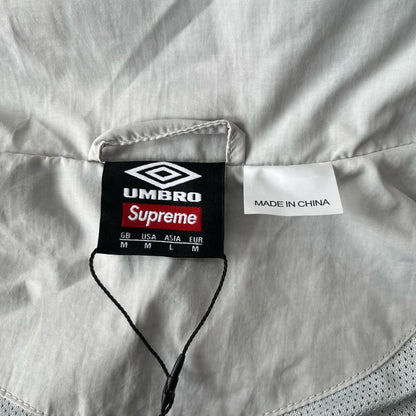 UMBRO
Supreme
GB USA ASIA EUR
M M L M
MADE IN CHINA